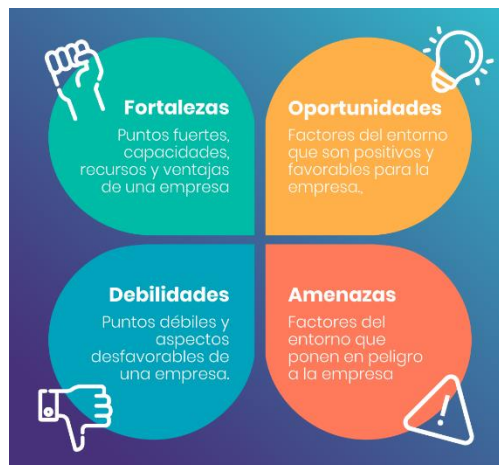 Fortalezas
Puntos fuertes,
capacidades,
recursos y ventajas
de una empresa
Oportunidades
Factores del entorno
que son positivos y
favorables para la
empresa.,
Debilidades
Puntos débiles y
aspectos
desfavorables de
una empresa.
Amenazas
Factores del
entorno que
ponen en peligro
a la empresa